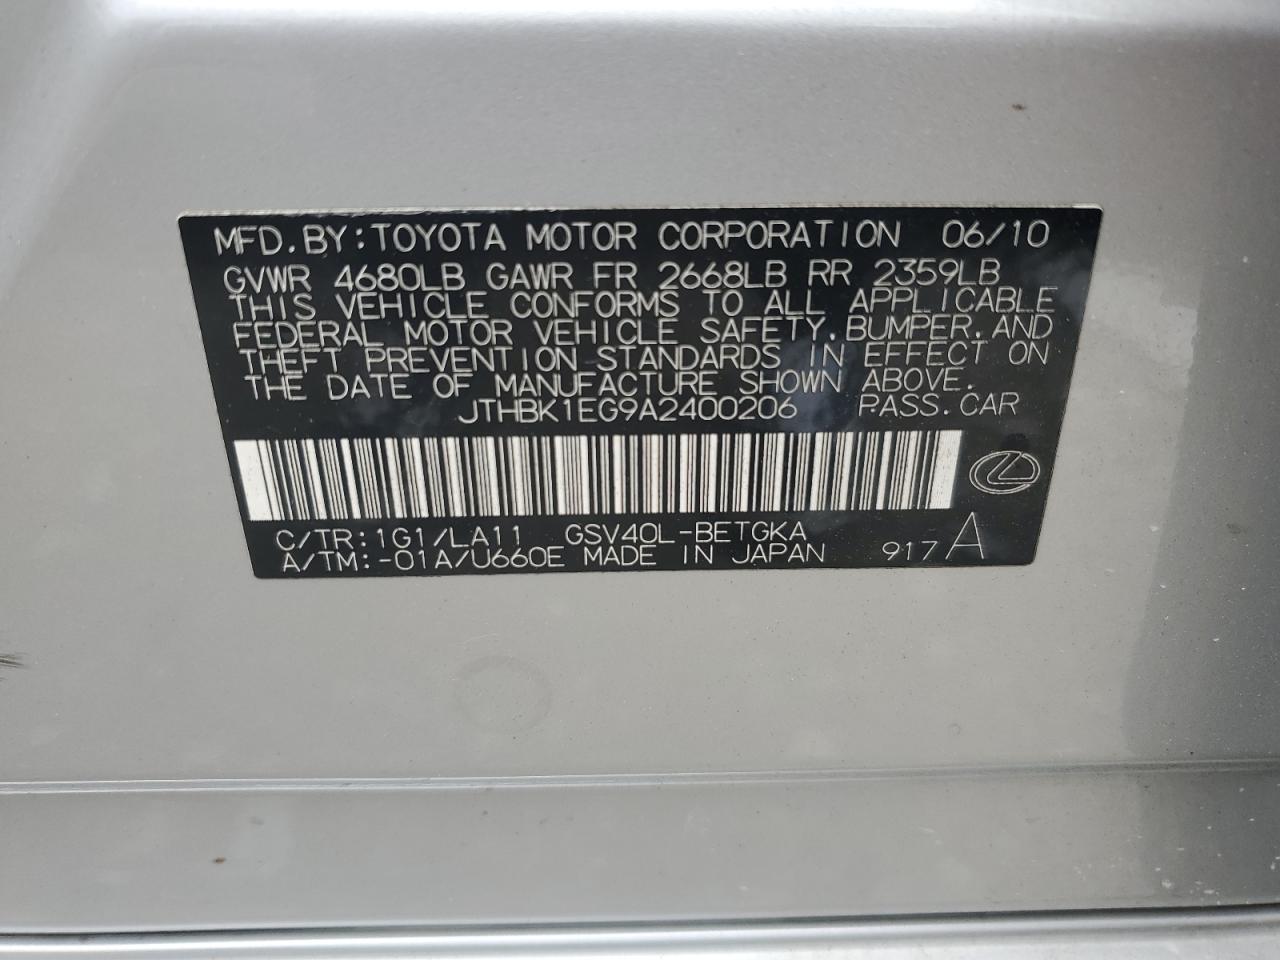 MFD.BY:TOYOTA MOTOR CORPORATION 06/10
GVWR 4680LB GAWR FR 2668LB RR 2359LB
THIS VEHICLE CONFORMS TO ALL APPLICABLE
FEDERAL MOTOR VEHICLE SAFETY,BUMPER,AND
THEFT PREVENTION STANDARDS IN EFFECT ON
THE DATE OF MANUFACTURE SHOWN ABOVE.
JTHBK1EG9A2400206 PASS.CAR
C/TR:1G1/LA11 GSV40L-BETGKA
A/TM:-01A/U660E MADE IN JAPAN 917 A